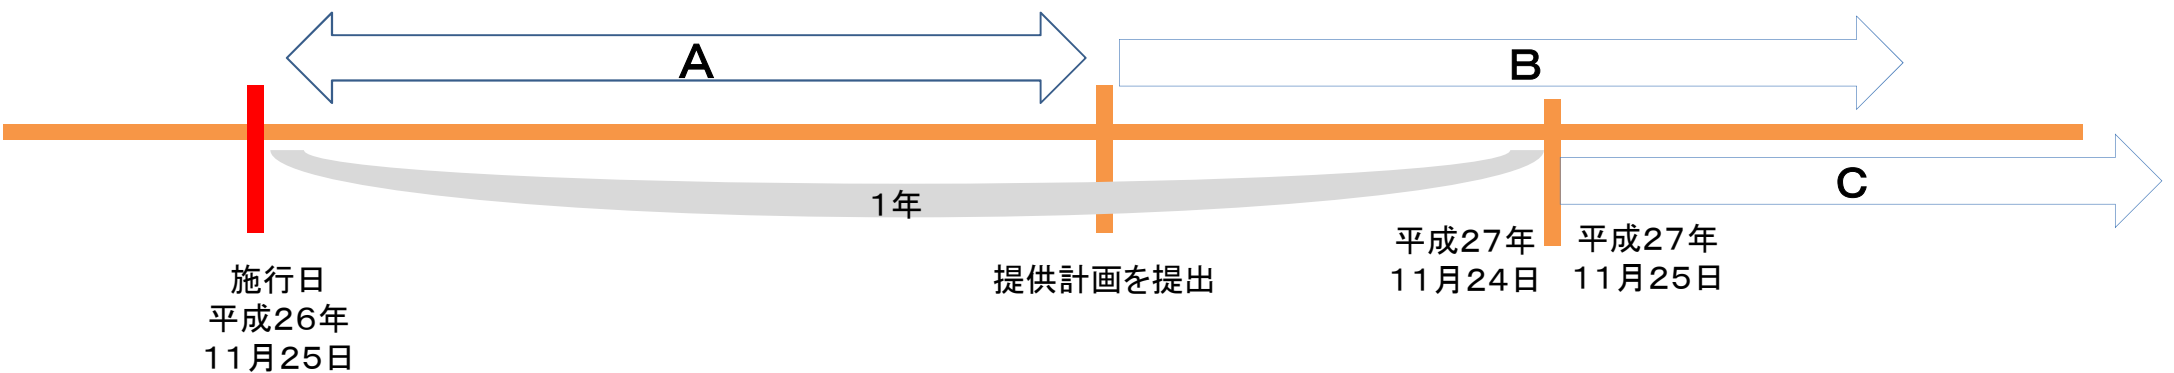 A
B
C
１年
施行日
平成２６年
１１月２５日
提供計画を提出
平成２７年
１１月２４日
平成２７年
１１月２５日